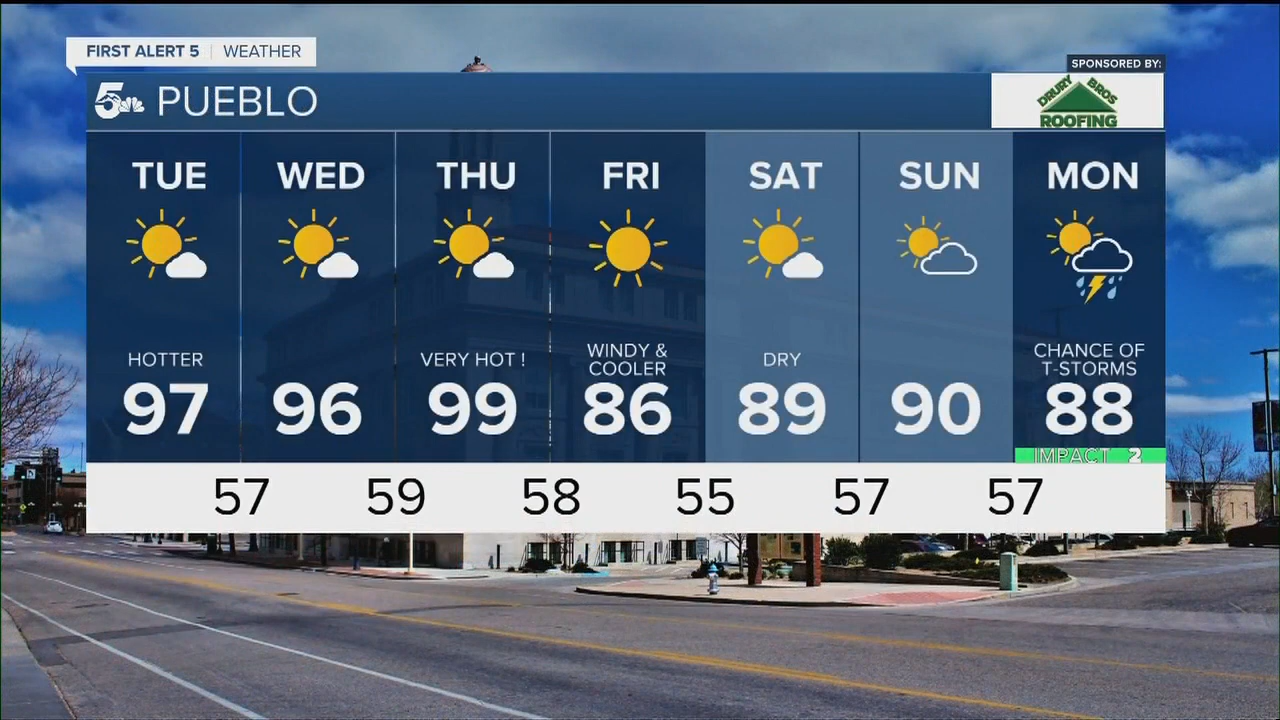 FIRST ALERT 5 | WEATHER
SPONSORED BY:
5 PUEBLO
DRURY BROS
ROOFING
TUE WED THU FRI SAT SUN MON
HOTTER VERY HOT ! WINDY & COOLER DRY CHANCE OF T-STORMS
97 96 99 86 89 90 88
IMPACT 2
57 59 58 55 57 57